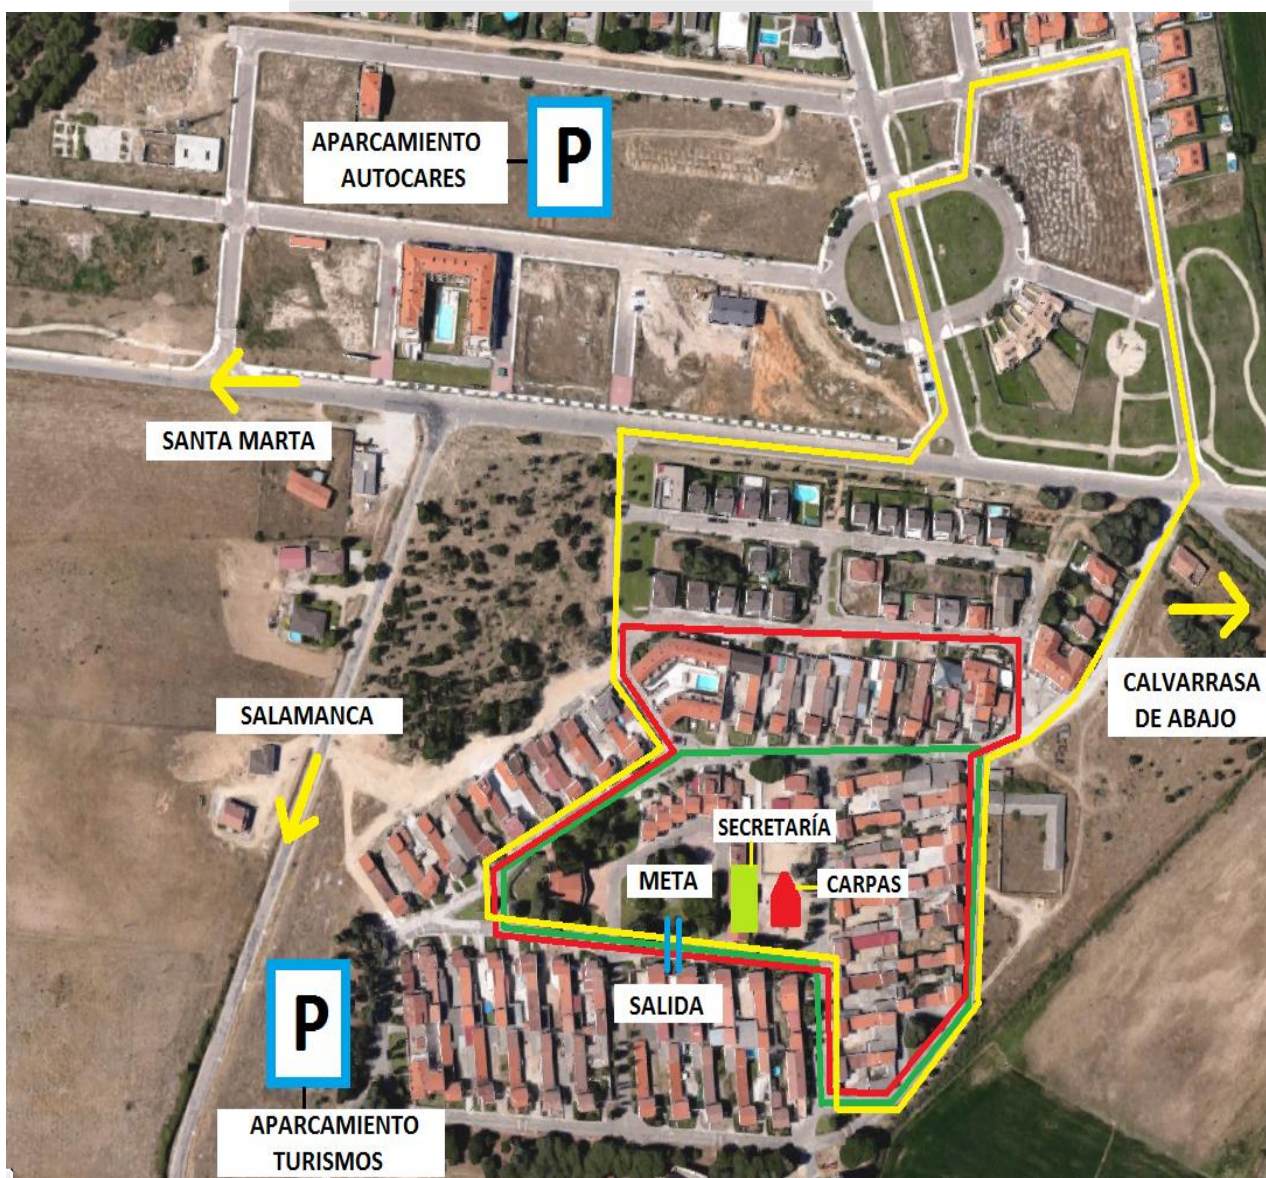 APARCAMIENTO
AUTOCARES
P
SANTA MARTA
CALVARRASA
DE ABAJO
SALAMANCA
SECRETARÍA
META
CARPAS
SALIDA
P
APARCAMIENTO
TURISMOS